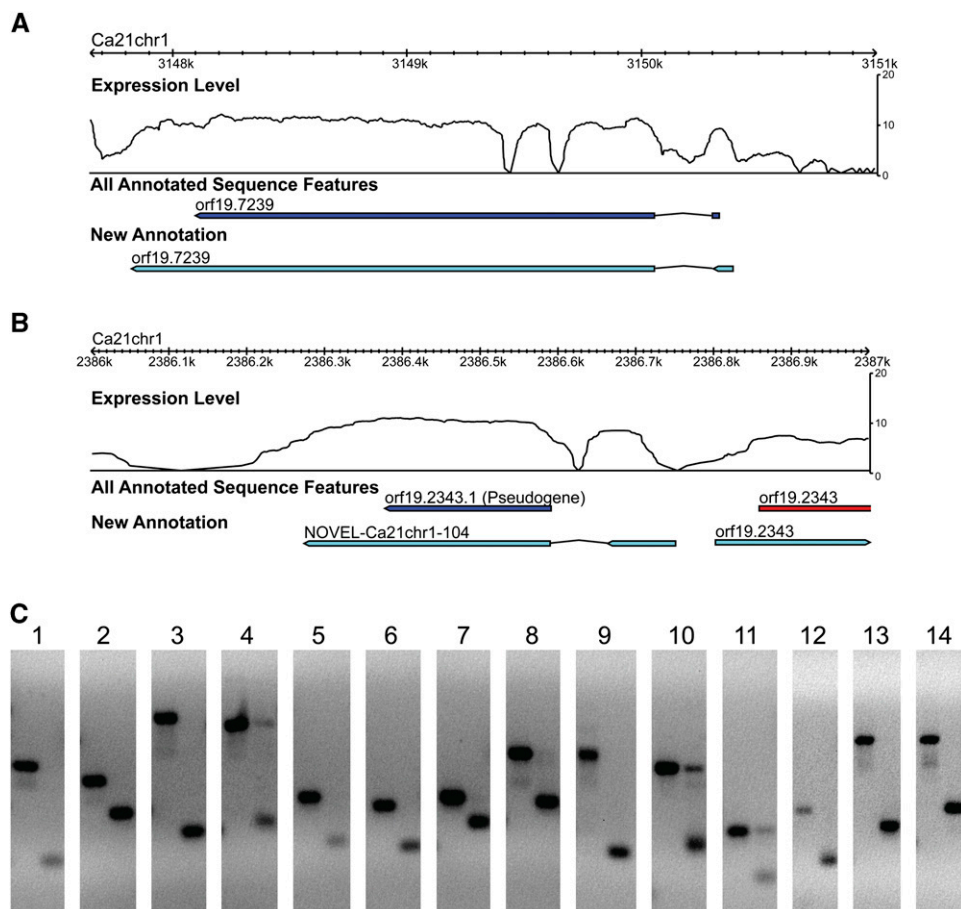 A
Ca21chr1
3148k 3149k 3150k 3151k
Expression Level
20
10
0
All Annotated Sequence Features
orf19.7239
New Annotation
orf19.7239
B
Ca21chr1
2386k 2386.1k 2386.2k 2386.3k 2386.4k 2386.5k 2386.6k 2386.7k 2386.8k 2386.9k 2387k
Expression Level
20
10
0
All Annotated Sequence Features
orf19.2343.1 (Pseudogene) orf19.2343
New Annotation
NOVEL-Ca21chr1-104 orf19.2343
C
1 2 3 4 5 6 7 8 9 10 11 12 13 14